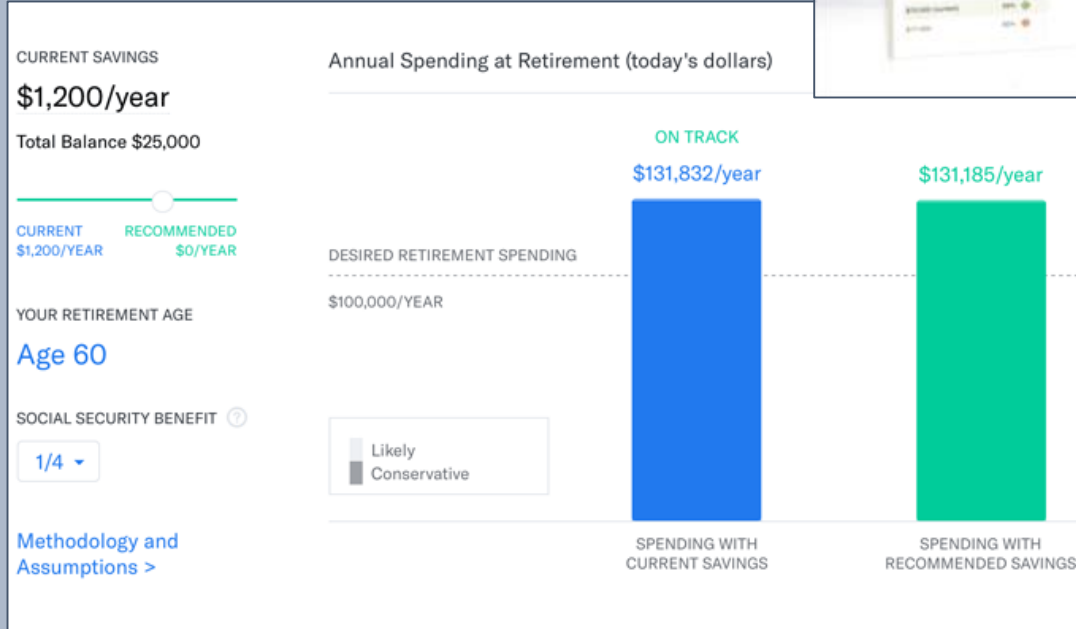 CURRENT SAVINGS
$1,200/year
Total Balance $25,000
CURRENT RECOMMENDED
$1,200/YEAR $0/YEAR
YOUR RETIREMENT AGE
Age 60
SOCIAL SECURITY BENEFIT ?
1/4
Methodology and
Assumptions >
Annual Spending at Retirement (today's dollars)
ON TRACK
$131,832/year $131,185/year
DESIRED RETIREMENT SPENDING
$100,000/YEAR
Likely
Conservative
SPENDING WITH SPENDING WITH
CURRENT SAVINGS RECOMMENDED SAVINGS